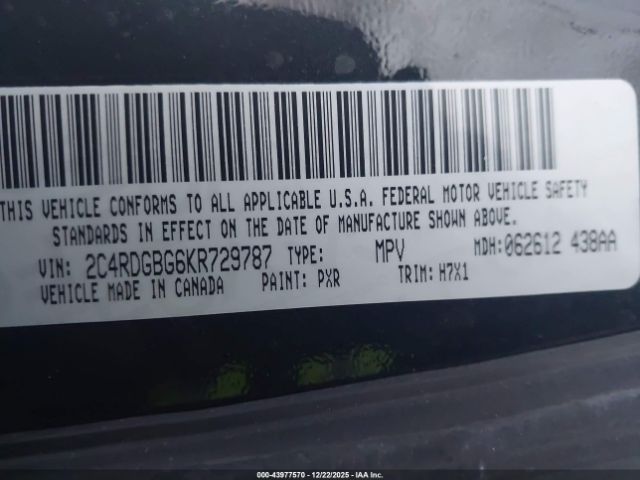 THIS VEHICLE CONFORMS TO ALL APPLICABLE U.S.A. FEDERAL MOTOR VEHICLE SAFETY
STANDARDS IN EFFECT ON THE DATE OF MANUFACTURE SHOWN ABOVE.
VIN: 2C4RDGBG6KR729787 TYPE: MPV MDH:062612 438AA
VEHICLE MADE IN CANADA PAINT: PXR TRIM: H7X1
000-43977570 - 12/22/2025 - IAA Inc.